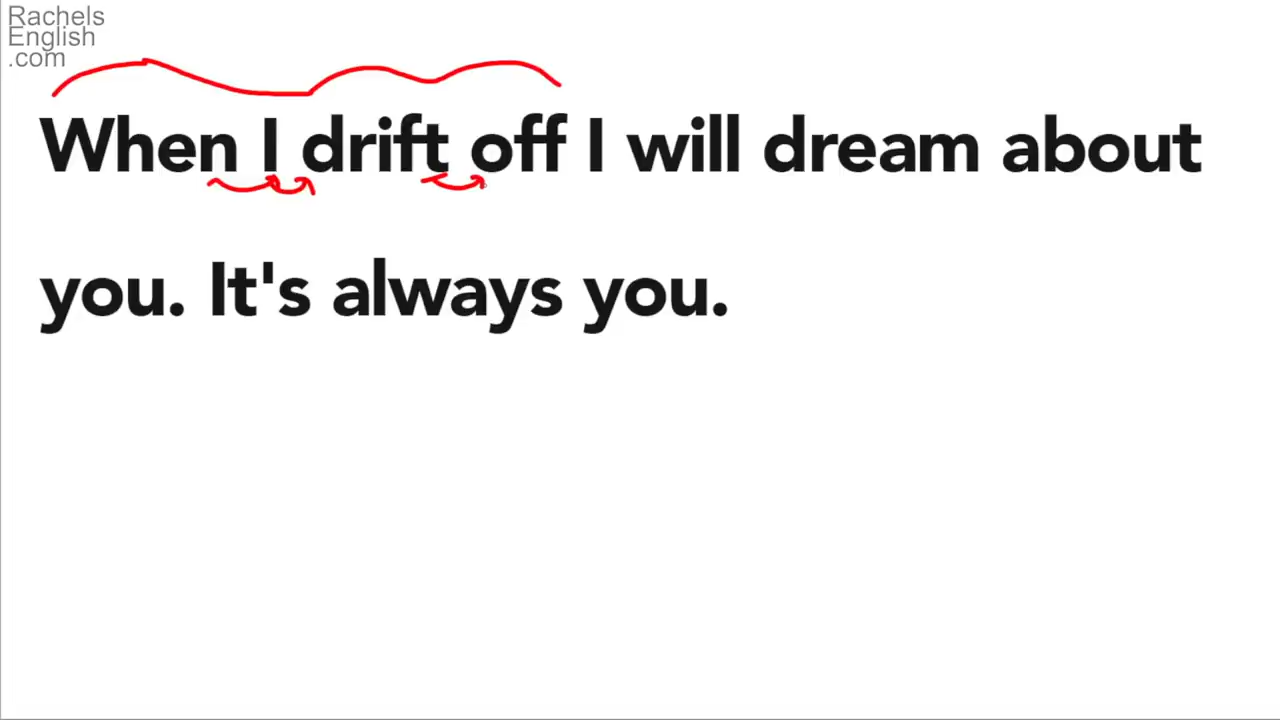 Rachels
English
.com
When I drift off I will dream about
you. It's always you.